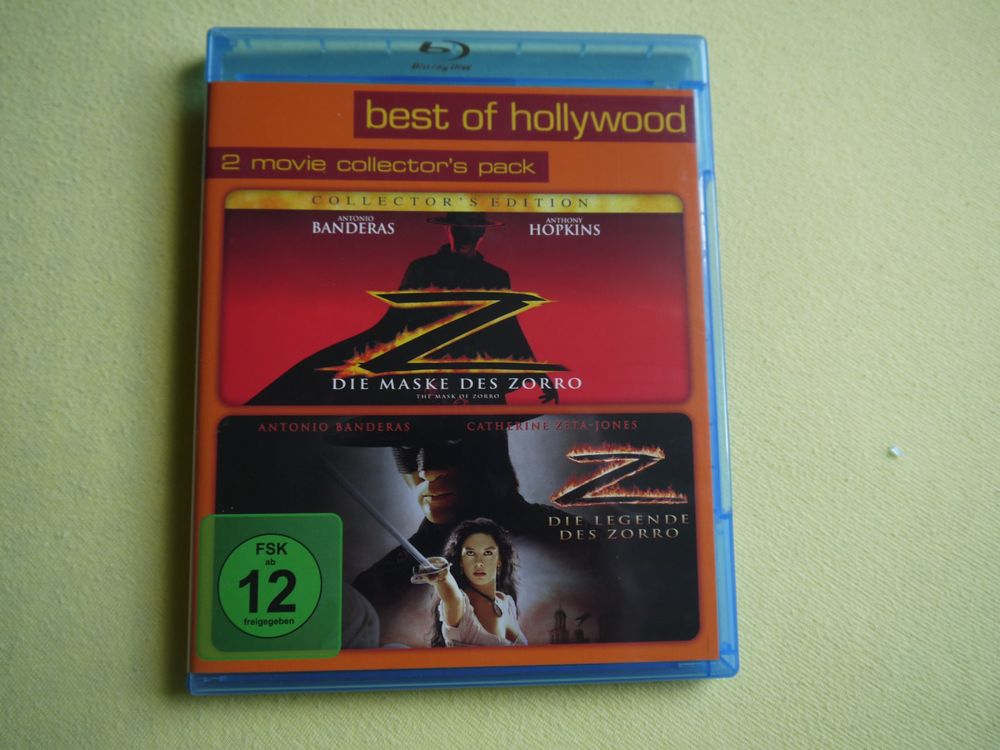 Blu-ray Disc
best of hollywood
2 movie collector's pack
COLLECTOR'S EDITION
ANTONIO BANDERAS
ANTHONY HOPKINS
Z
DIE MASKE DES ZORRO
THE MASK OF ZORRO
ANTONIO BANDERAS CATHERINE ZETA-JONES
Z
DIE LEGENDE
DES ZORRO
FSK
ab
12
freigegeben